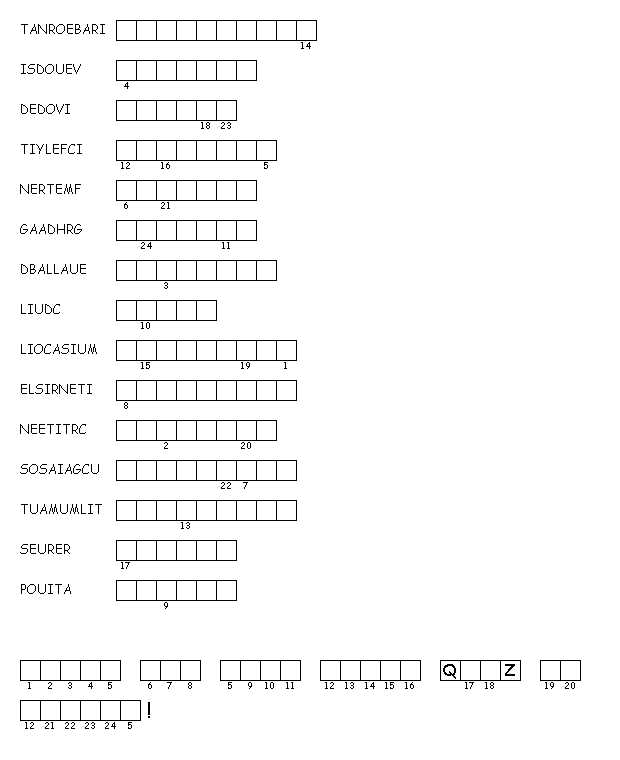 TANROEBARI
14
ISDOUEV
4
DEDOVI
18 23
TIYLEFCI
12 16 5
NERTEMF
6 21
GAADHRG
24 11
DBALLAUE
3
LIUDC
10
LIOCASIUM
15 19 1
ELSIRNETI
8
NEETITRC
2 20
SOSAIAGCU
22 7
TUAMUMLIT
13
SEURER
17
POUITA
9
Q Z
1 2 3 4 5 6 7 8 5 9 10 11 12 13 14 15 16 17 18 19 20
!
12 21 22 23 24 5